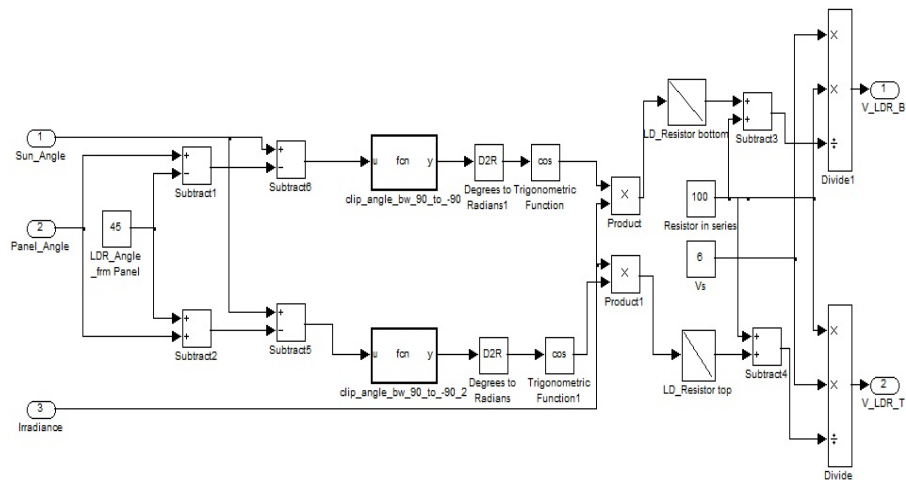 1
Sun_Angle
2
Panel_Angle
3
Irradiance
45
LDR_Angle
_frm Panel
+
−
Subtract1
+
+
Subtract2
+
−
Subtract6
+
−
Subtract5
u fcn y
clip_angle_bw_90_to_-90
u fcn y
clip_angle_bw_90_to_-90_2
D2R
Degrees to
Radians1
cos
Trigonometric
Function
D2R
Degrees to
Radians
cos
Trigonometric
Function1
X
Product
X
Product1
LD_Resistor bottom
LD_Resistor top
100
Resistor in series
6
Vs
+
+
Subtract3
+
+
Subtract4
X
X
÷
Divide1
X
X
÷
Divide
1
V_LDR_B
2
V_LDR_T